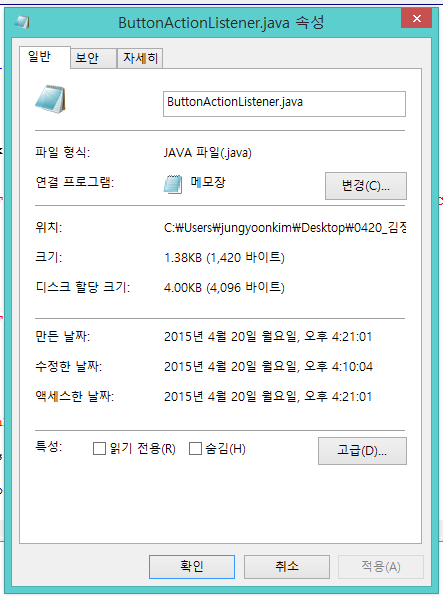 ButtonActionListener.java 속성
일반 보안 자세히
ButtonActionListener.java
파일 형식: JAVA 파일(.java)
연결 프로그램: 메모장 변경(C)...
위치: C:₩Users₩jungyoonkim₩Desktop₩0420_김정
크기: 1.38KB (1,420 바이트)
디스크 할당 크기: 4.00KB (4,096 바이트)
만든 날짜: 2015년 4월 20일 월요일, 오후 4:21:01
수정한 날짜: 2015년 4월 20일 월요일, 오후 4:10:04
액세스한 날짜: 2015년 4월 20일 월요일, 오후 4:21:01
특성: 읽기 전용(R) 숨김(H) 고급(D)...
확인 취소 적용(A)